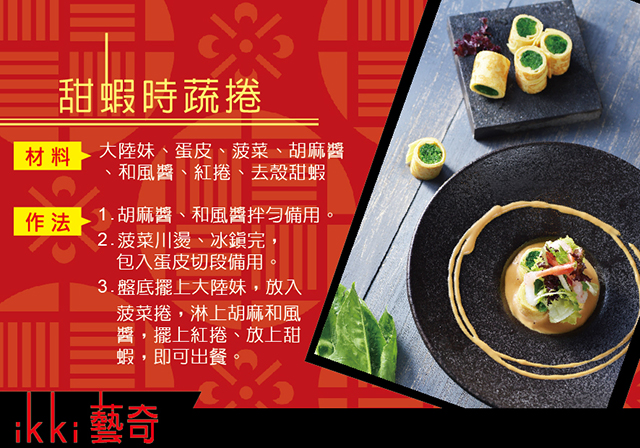 甜蝦時蔬捲
材料 大陸妹、蛋皮、菠菜、胡麻醬
、和風醬、紅捲、去殼甜蝦
作法 1.胡麻醬、和風醬拌勻備用。
2.菠菜川燙、冰鎮完，
包入蛋皮切段備用。
3.盤底擺上大陸妹，放入
菠菜捲，淋上胡麻和風
醬，擺上紅捲、放上甜
蝦，即可出餐。
ikki 藝奇